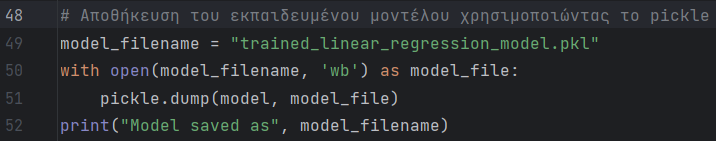 48 # Αποθήκευση του εκπαιδευμένου μοντέλου χρησιμοποιώντας το pickle
49 model_filename = "trained_linear_regression_model.pkl"
50 with open(model_filename, 'wb') as model_file:
51 pickle.dump(model, model_file)
52 print("Model saved as", model_filename)